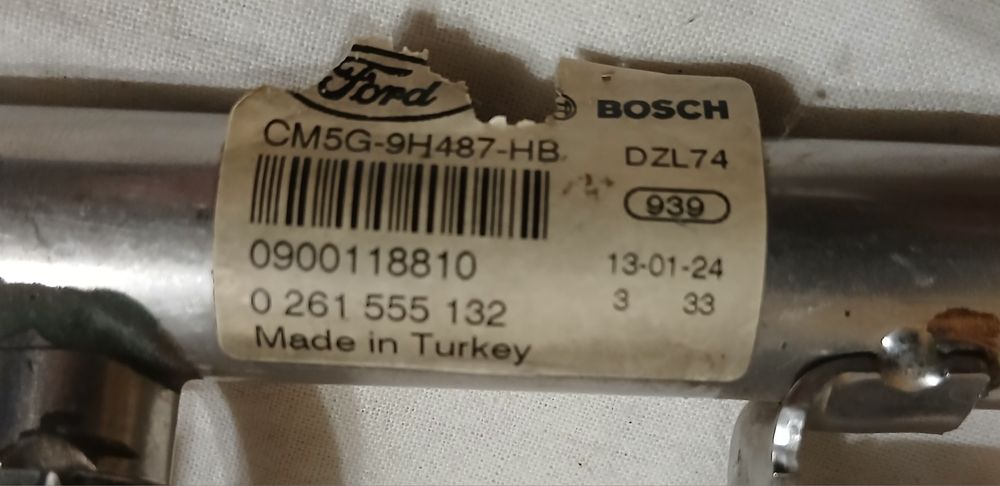 Ford
BOSCH
CM5G-9H487-HB
DZL74
939
0900118810
13-01-24
0 261 555 132
3 33
Made in Turkey